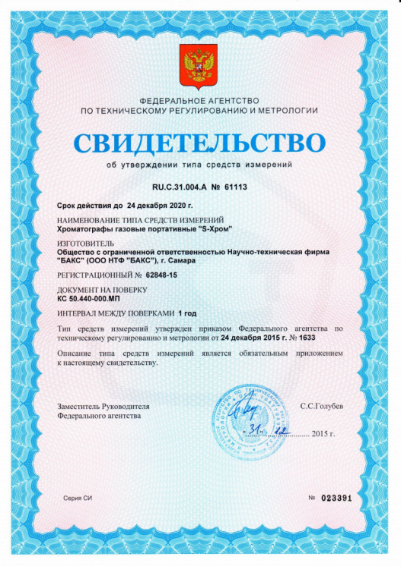 ФЕДЕРАЛЬНОЕ АГЕНТСТВО
ПО ТЕХНИЧЕСКОМУ РЕГУЛИРОВАНИЮ И МЕТРОЛОГИИ
СВИДЕТЕЛЬСТВО
об утверждении типа средств измерений
RU.C.31.004.A № 61113
Срок действия до 24 декабря 2020 г.
НАИМЕНОВАНИЕ ТИПА СРЕДСТВ ИЗМЕРЕНИЙ
Хроматографы газовые портативные "S-Хром"
ИЗГОТОВИТЕЛЬ
Общество с ограниченной ответственностью Научно-техническая фирма
"БАКС" (ООО НТФ "БАКС"), г. Самара
РЕГИСТРАЦИОННЫЙ № 62848-15
ДОКУМЕНТ НА ПОВЕРКУ
КС 50.440-000.МП
ИНТЕРВАЛ МЕЖДУ ПОВЕРКАМИ 1 год
Тип средств измерений утвержден приказом Федерального агентства по
техническому регулированию и метрологии от 24 декабря 2015 г. № 1633
Описание типа средств измерений является обязательным приложением
к настоящему свидетельству.
Заместитель Руководителя С.С.Голубев
Федерального агентства
31 12 2015 г.
Серия СИ № 023391